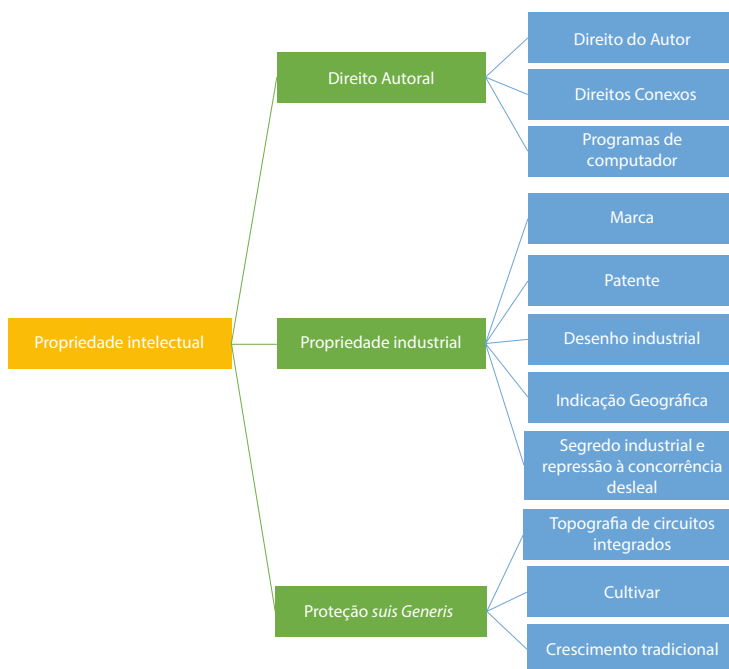 Propriedade intelectual
Direito Autoral
Direito do Autor
Direitos Conexos
Programas de
computador
Propriedade industrial
Marca
Patente
Desenho industrial
Indicação Geográfica
Segredo industrial e
repressão à concorrência
desleal
Proteção suis Generis
Topografia de circuitos
integrados
Cultivar
Crescimento tradicional